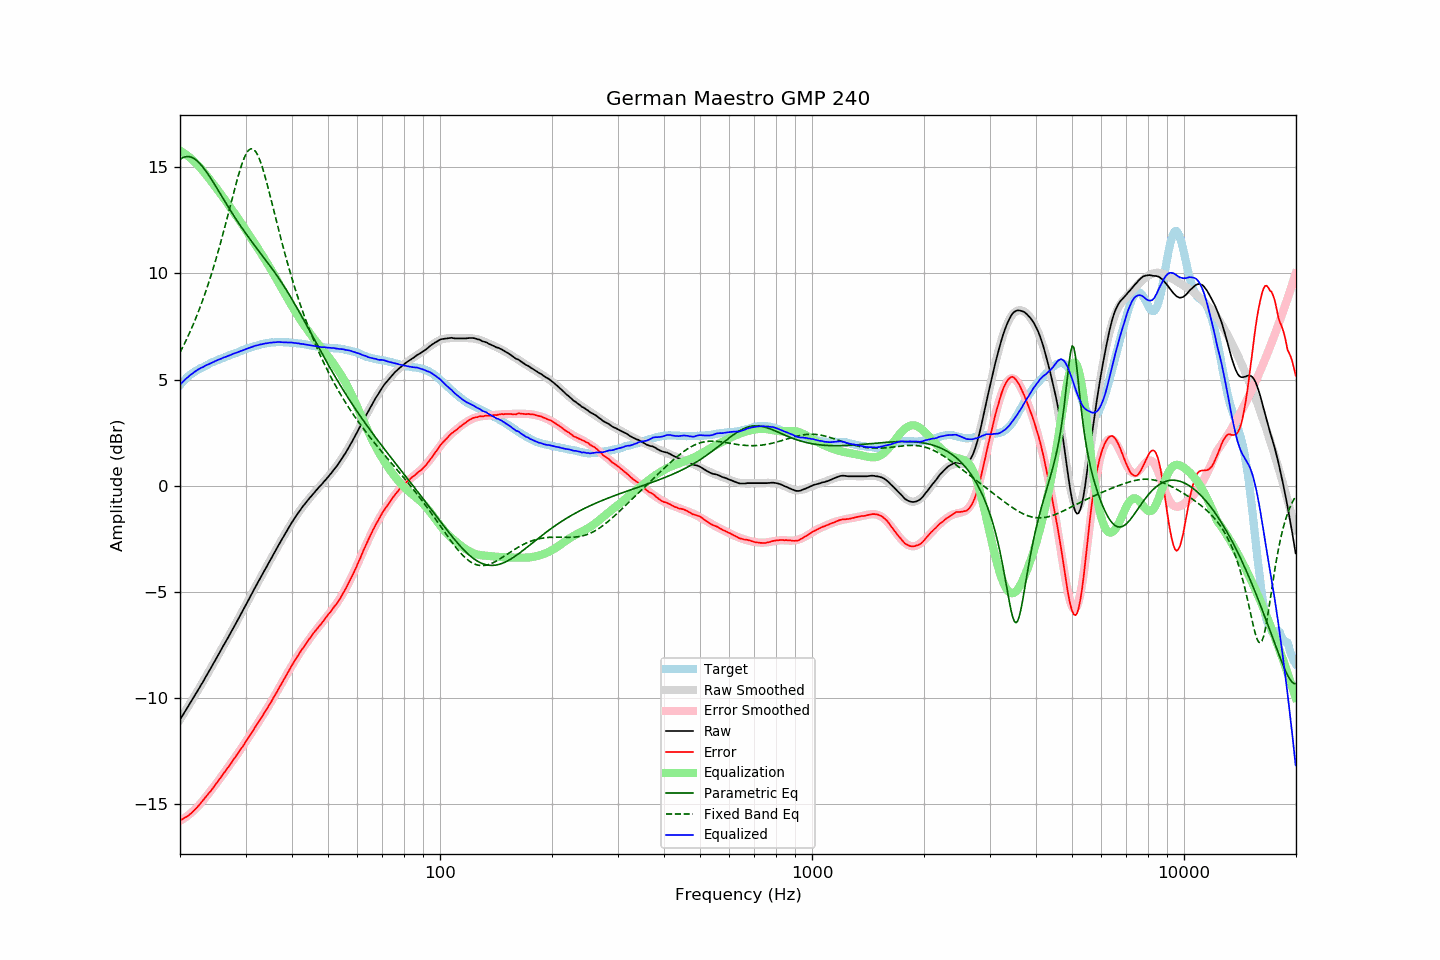 German Maestro GMP 240
Amplitude (dBr)
15
10
5
0
−5
−10
−15
100
1000
10000
Frequency (Hz)
Target
Raw Smoothed
Error Smoothed
Raw
Error
Equalization
Parametric Eq
Fixed Band Eq
Equalized